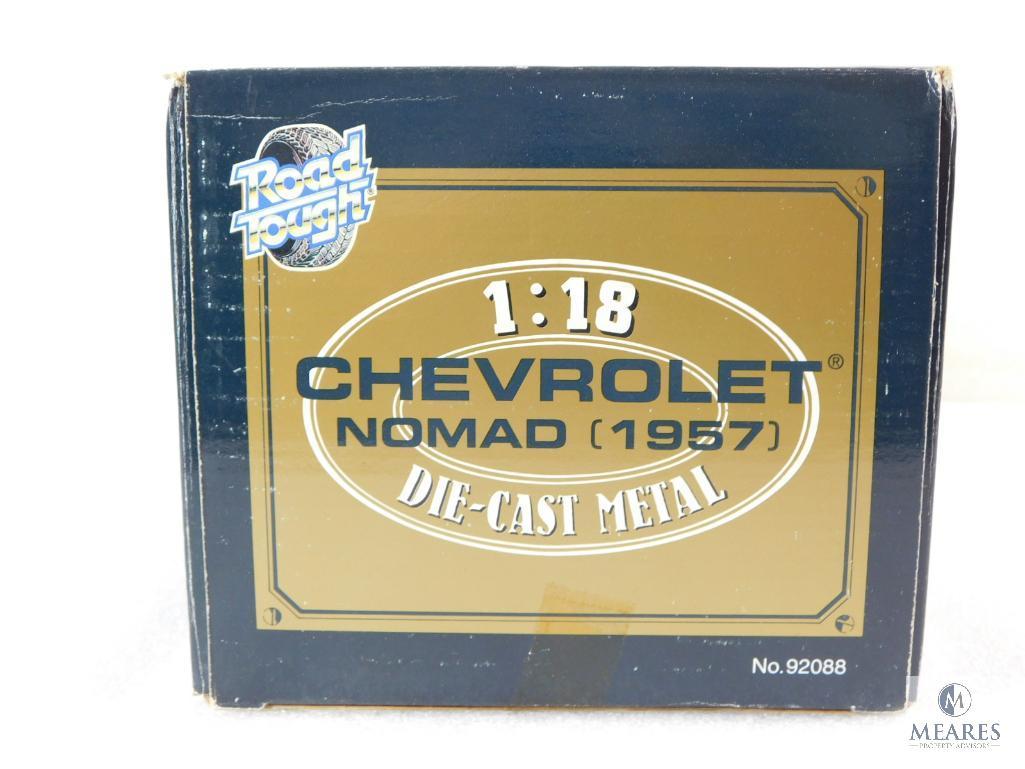 Road
Tough®
1:18
CHEVROLET®
NOMAD (1957)
DIE-CAST METAL
No.92088
M
MEARES
PROPERTY ADVISORS